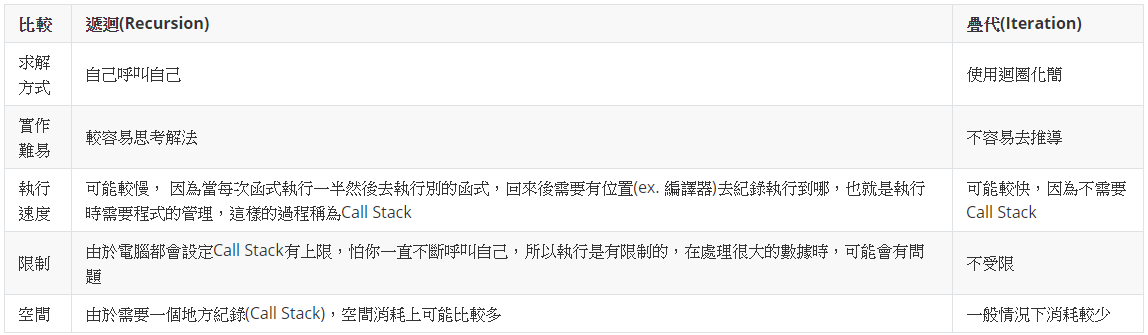 比較 遞迴(Recursion) 疊代(Iteration)
求解
方式
自己呼叫自己
使用迴圈化簡
實作
難易
較容易思考解法
不容易去推導
執行
速度
可能較慢， 因為當每次函式執行一半然後去執行別的函式，回來後需要有位置(ex. 編譯器)去紀錄執行到哪，也就是執行
時需要程式的管理，這樣的過程稱為Call Stack
可能較快，因為不需要
Call Stack
限制
由於電腦都會設定Call Stack有上限，怕你一直不斷呼叫自己，所以執行是有限制的，在處理很大的數據時，可能會有問
題
不受限
空間 由於需要一個地方紀錄(Call Stack)，空間消耗上可能比較多 一般情況下消耗較少